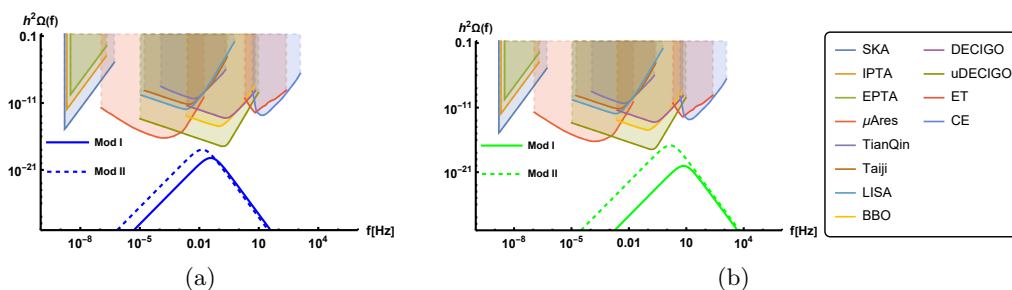 h²Ω(f)
0.1
10⁻¹¹
10⁻²¹
Mod I
Mod II
10⁻⁸
10⁻⁵
0.01
10
10⁴
f[Hz]
(a)
h²Ω(f)
0.1
10⁻¹¹
10⁻²¹
Mod I
Mod II
10⁻⁸
10⁻⁵
0.01
10
10⁴
f[Hz]
(b)
SKA
IPTA
EPTA
μAres
TianQin
Taiji
LISA
BBO
DECIGO
uDECIGO
ET
CE